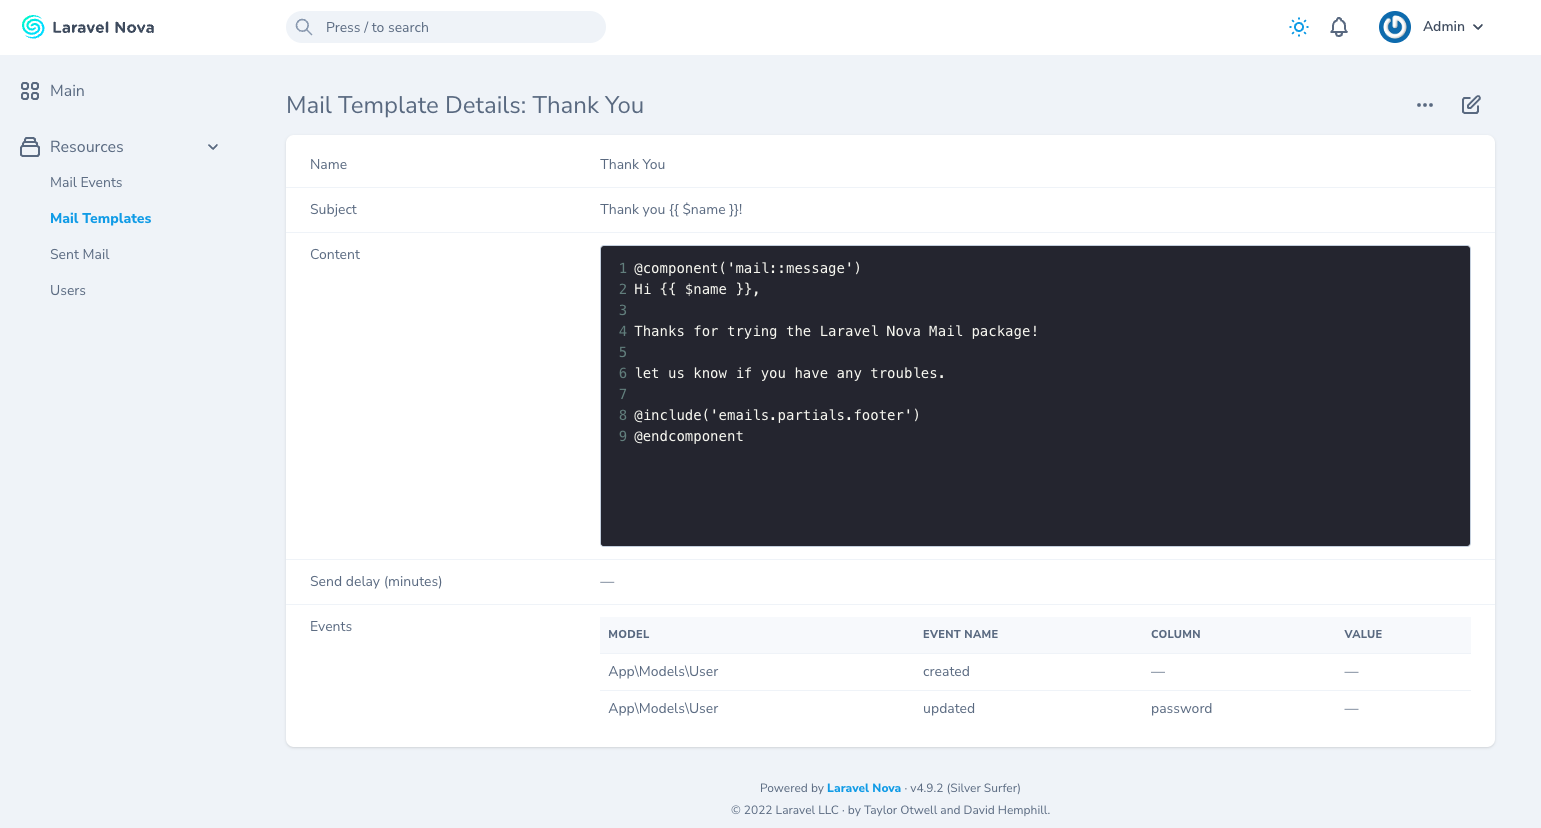 Laravel Nova
Press / to search
Admin
Main
Resources
Mail Events
Mail Templates
Sent Mail
Users
Mail Template Details: Thank You
Name Thank You
Subject Thank you {{ $name }}!
Content
1 @component('mail::message')
2 Hi {{ $name }},
3
4 Thanks for trying the Laravel Nova Mail package!
5
6 let us know if you have any troubles.
7
8 @include('emails.partials.footer')
9 @endcomponent
Send delay (minutes) —
Events
MODEL EVENT NAME COLUMN VALUE
App\Models\User created — —
App\Models\User updated password —
Powered by Laravel Nova · v4.9.2 (Silver Surfer)
© 2022 Laravel LLC · by Taylor Otwell and David Hemphill.